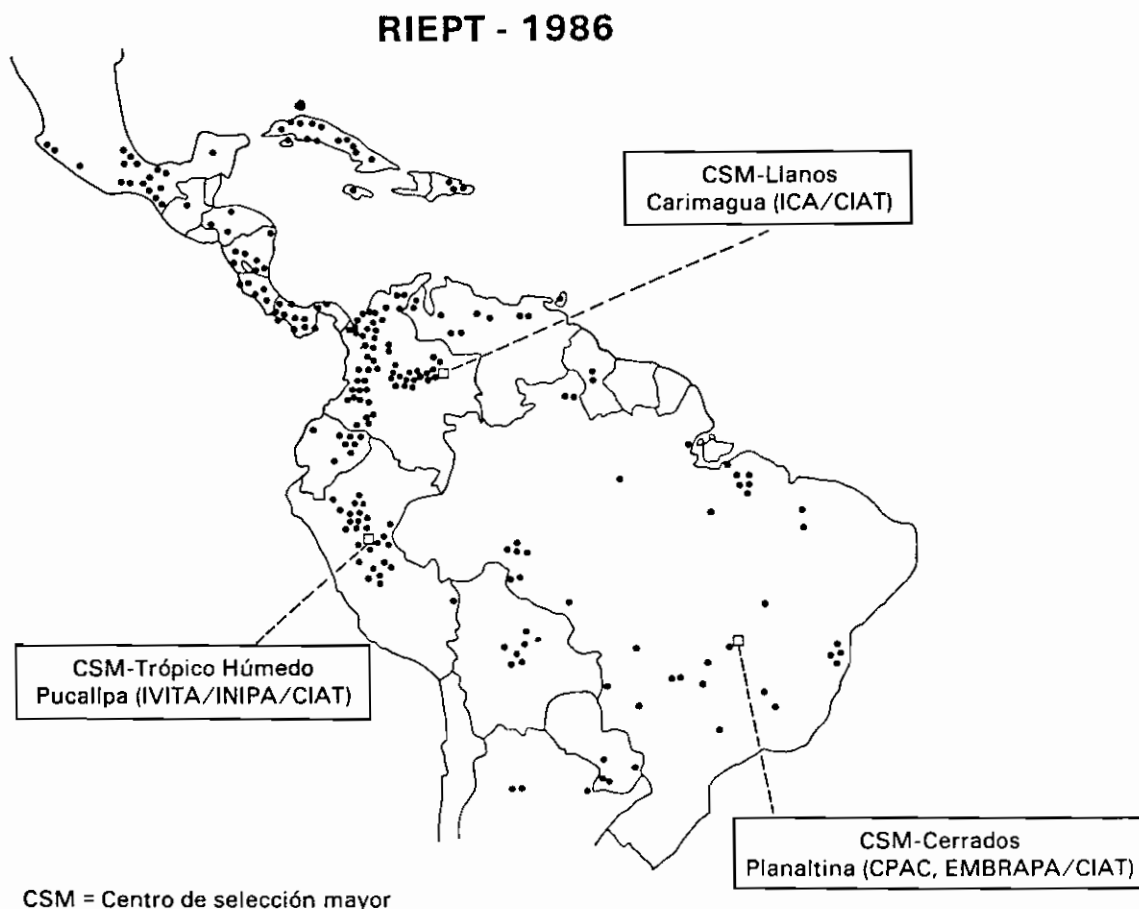 RIEPT - 1986
CSM-Llanos
Carimagua (ICA/CIAT)
CSM-Trópico Húmedo
Pucallpa (IVITA/INIPA/CIAT)
CSM-Cerrados
Planaltina (CPAC, EMBRAPA/CIAT)
CSM = Centro de selección mayor